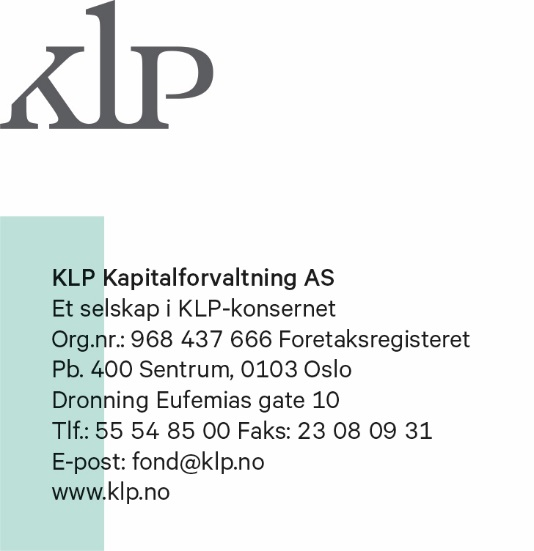 klp
KLP Kapitalforvaltning AS
Et selskap i KLP-konsernet
Org.nr.: 968 437 666 Foretaksregisteret
Pb. 400 Sentrum, 0103 Oslo
Dronning Eufemias gate 10
Tlf.: 55 54 85 00 Faks: 23 08 09 31
E-post: fond@klp.no
www.klp.no